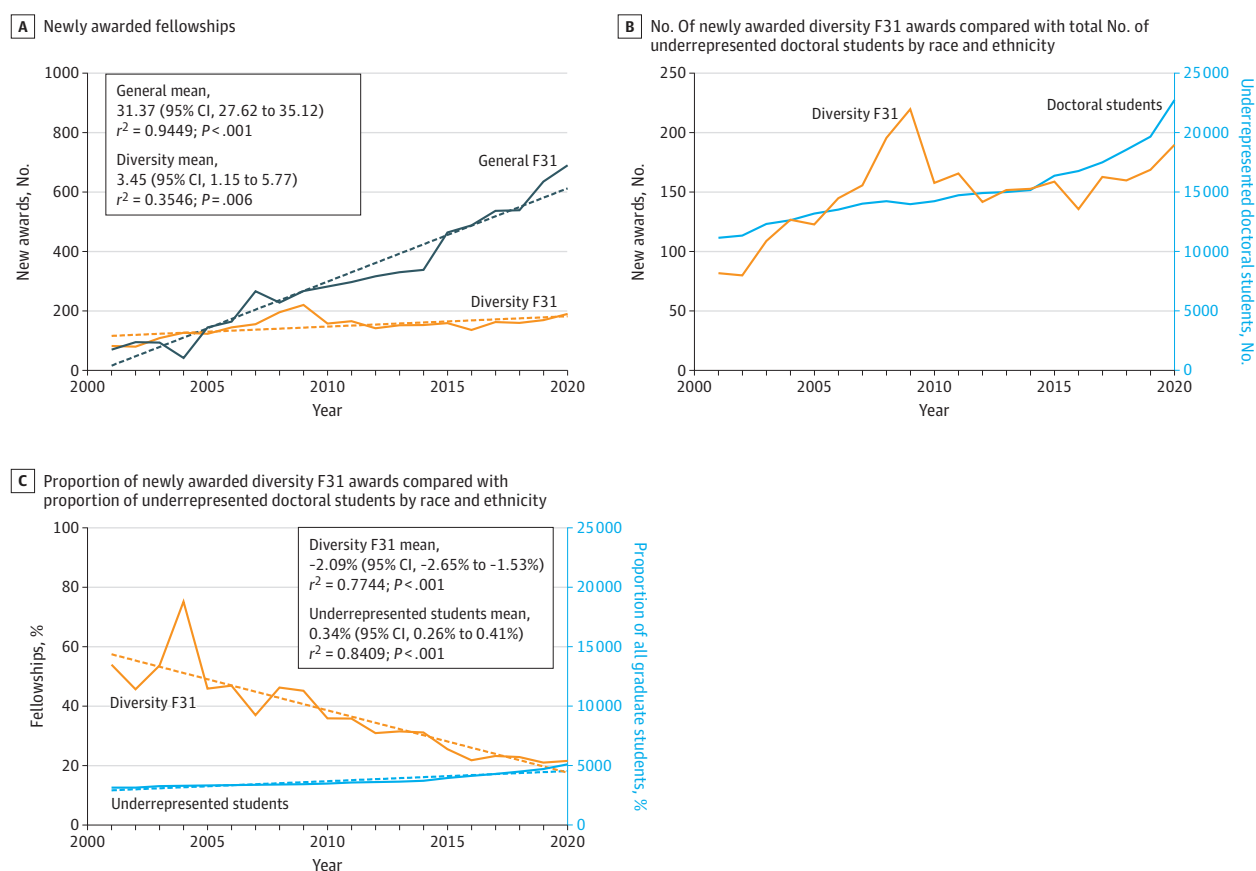 A Newly awarded fellowships
1000
800
600
400
200
0
New awards, No.
General mean,
31.37 (95% CI, 27.62 to 35.12)
r² = 0.9449; P<.001
Diversity mean,
3.45 (95% CI, 1.15 to 5.77)
r² = 0.3546; P=.006
General F31
Diversity F31
2000 2005 2010 2015 2020
Year
B No. Of newly awarded diversity F31 awards compared with total No. of
underrepresented doctoral students by race and ethnicity
250
200
150
100
50
0
New awards, No.
Diversity F31
Doctoral students
25000
20000
15000
10000
5000
0
Underrepresented doctoral
students, No.
2000 2005 2010 2015 2020
Year
C Proportion of newly awarded diversity F31 awards compared with
proportion of underrepresented doctoral students by race and ethnicity
100
80
60
40
20
0
Fellowships, %
Diversity F31 mean,
-2.09% (95% CI, -2.65% to -1.53%)
r² = 0.7744; P<.001
Underrepresented students mean,
0.34% (95% CI, 0.26% to 0.41%)
r² = 0.8409; P<.001
Diversity F31
Underrepresented students
25000
20000
15000
10000
5000
0
Proportion of all graduate
students, %
2000 2005 2010 2015 2020
Year